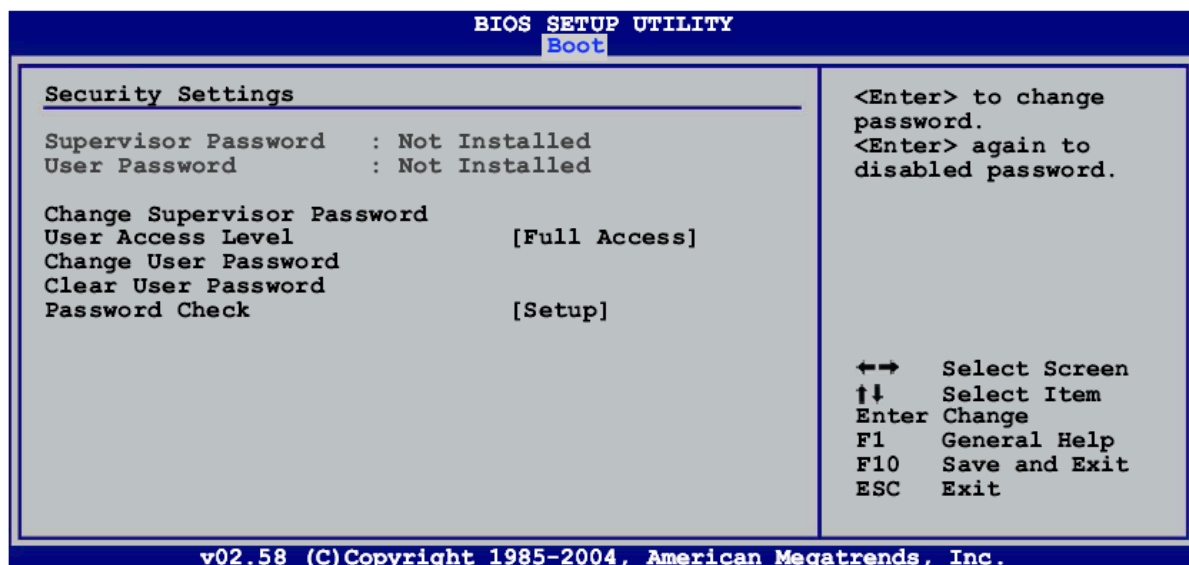 BIOS SETUP UTILITY
Boot
Security Settings
Supervisor Password : Not Installed
User Password : Not Installed
Change Supervisor Password
User Access Level [Full Access]
Change User Password
Clear User Password
Password Check [Setup]
<Enter> to change
password.
<Enter> again to
disabled password.
←→ Select Screen
↑↓ Select Item
Enter Change
F1 General Help
F10 Save and Exit
ESC Exit
v02.58 (C)Copyright 1985-2004, American Megatrends, Inc.